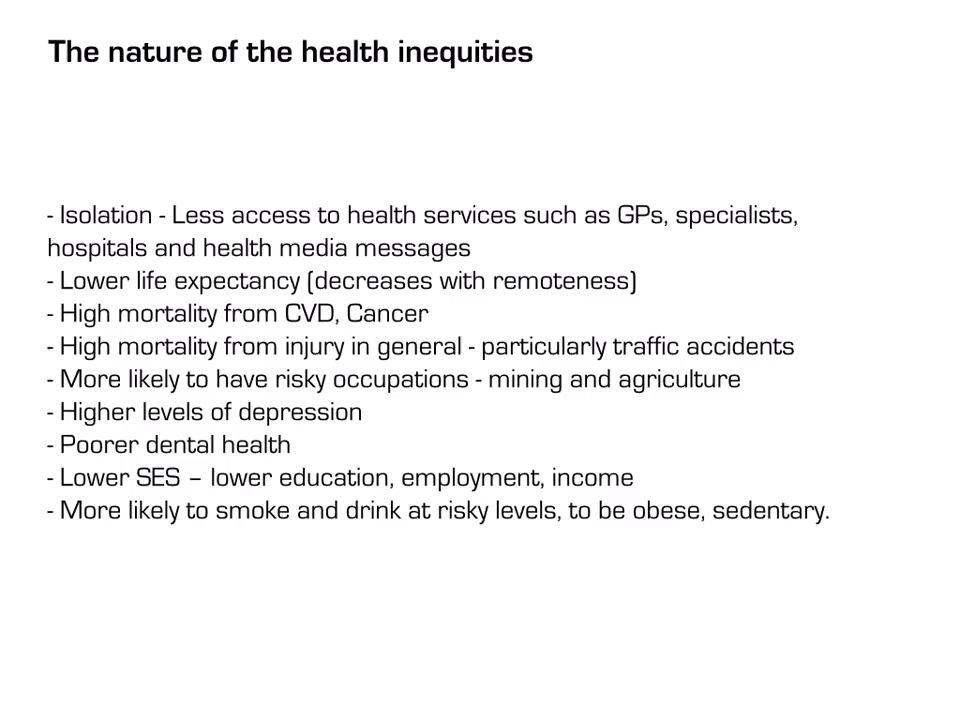 The nature of the health inequities
- Isolation - Less access to health services such as GPs, specialists,
hospitals and health media messages
- Lower life expectancy (decreases with remoteness)
- High mortality from CVD, Cancer
- High mortality from injury in general - particularly traffic accidents
- More likely to have risky occupations - mining and agriculture
- Higher levels of depression
- Poorer dental health
- Lower SES – lower education, employment, income
- More likely to smoke and drink at risky levels, to be obese, sedentary.